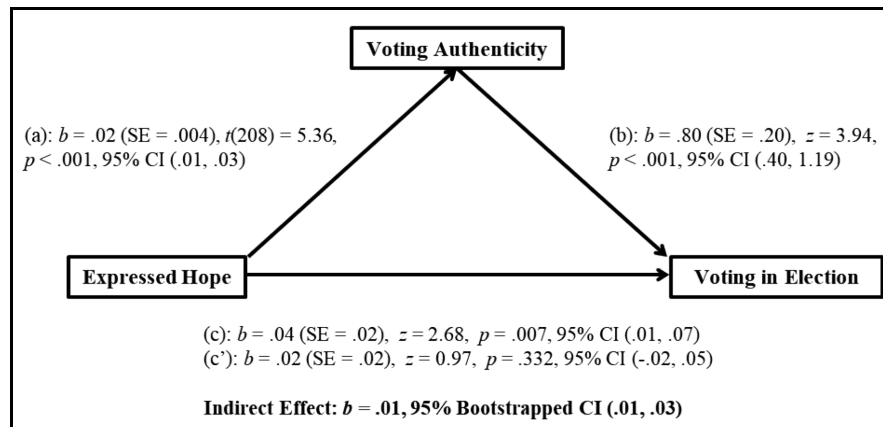 Voting Authenticity
(a): b = .02 (SE = .004), t(208) = 5.36,
p < .001, 95% CI (.01, .03)
(b): b = .80 (SE = .20), z = 3.94,
p < .001, 95% CI (.40, 1.19)
Expressed Hope
Voting in Election
(c): b = .04 (SE = .02), z = 2.68, p = .007, 95% CI (.01, .07)
(c’): b = .02 (SE = .02), z = 0.97, p = .332, 95% CI (-.02, .05)
Indirect Effect: b = .01, 95% Bootstrapped CI (.01, .03)